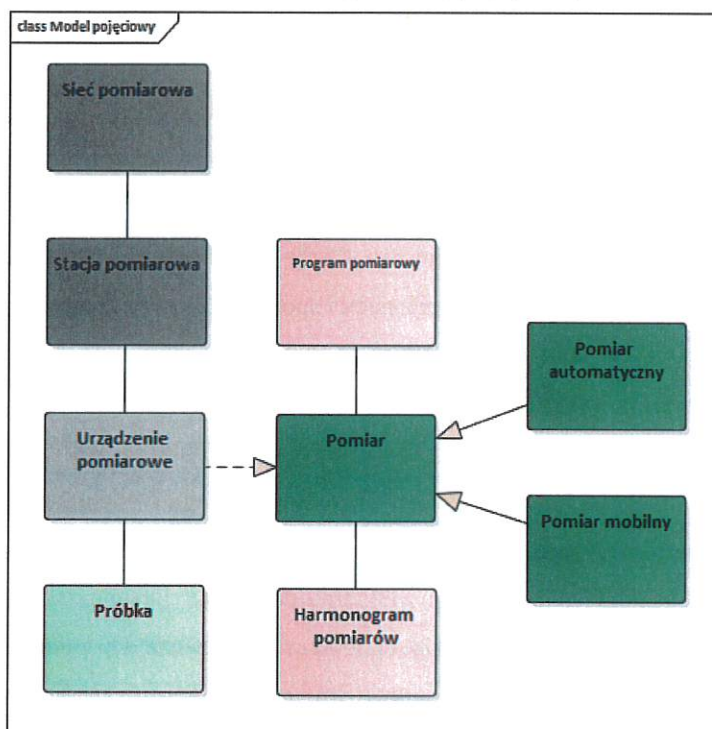 class Model pojęciowy
Sieć pomiarowa
Stacja pomiarowa
Program pomiarowy
Pomiar
automatyczny
Urządzenie
pomiarowe
Pomiar
Pomiar mobilny
Próbka
Harmonogram
pomiarów